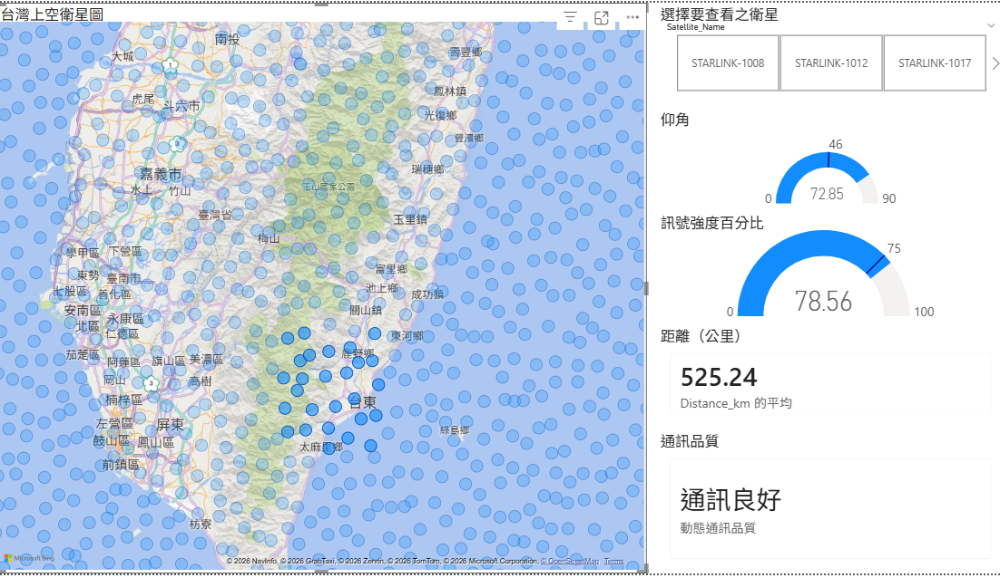 台灣上空衛星圖
南投
壽豐鄉
大城
1
鳳林鎮
虎尾
斗六市
光復鄉
豐濱鄉
3
嘉義市
瑞穗鄉
水上
竹山
玉山國家公園
臺灣省
玉里鎮
梅山
學甲區
下營區
富里鄉
東勢
臺南市
七股區
善化區
池上鄉
成功鎮
安南區
永康區
關山鎮
北區
仁德區
東河鄉
茄萣區
阿蓮區
旗山區
美濃區
鹿野鄉
岡山
3
高樹
楠梓區
台東
左營區
屏東
綠島鄉
鼓山區
鳳山區
太麻里鄉
前鎮區
枋寮
Microsoft Bing
© 2026 NavInfo, © 2026 GrabTaxi, © 2026 Zenrin, © 2026 TomTom, © 2026 Microsoft Corporation, © OpenStreetMap Terms
選擇要查看之衛星
Satellite_Name
STARLINK-1008
STARLINK-1012
STARLINK-1017
仰角
46
72.85
0
90
訊號強度百分比
75
78.56
0
100
距離（公里）
525.24
Distance_km 的平均
通訊品質
通訊良好
動態通訊品質